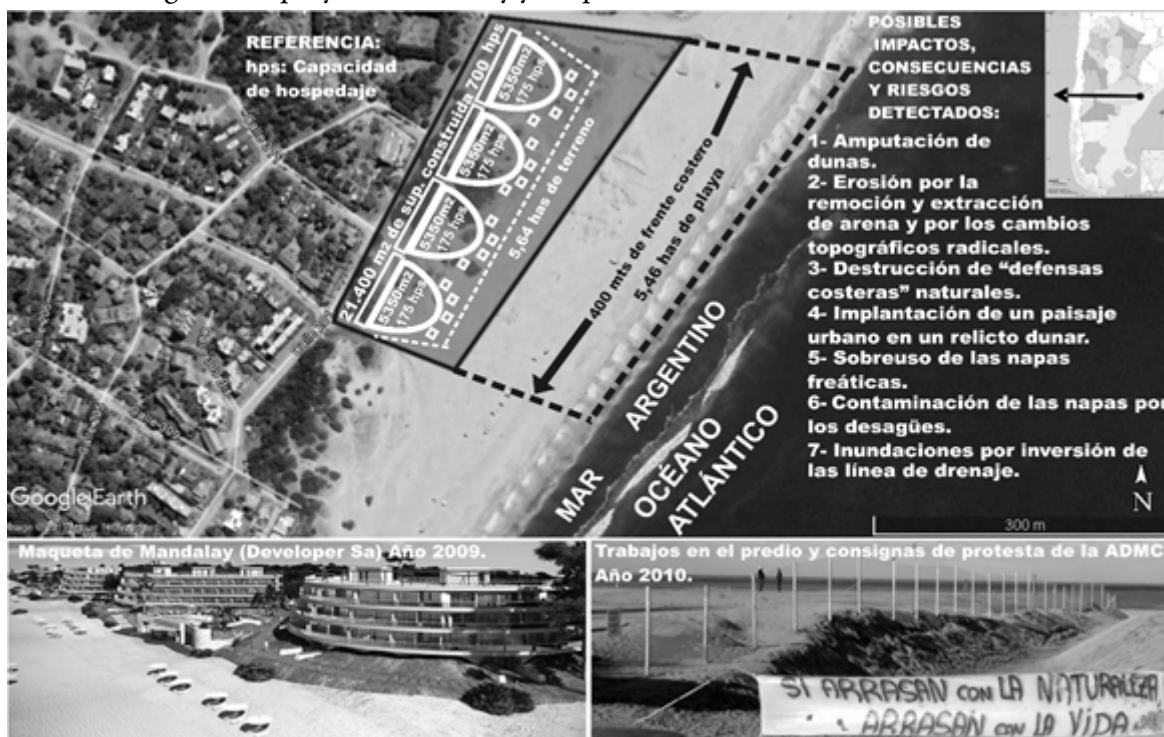 REFERENCIA:
hps: Capacidad
de hospedaje
21.400 m2 de sup. construida 700 hps
5350m2
175 hps
5350m2
175 hps
5350m2
175 hps
5350m2
175 hps
5,64 has de terreno
400 mts de frente costero
5,46 has de playa
MAR
ARGENTINO
OCÉANO
ATLÁNTICO
POSIBLES
IMPACTOS,
CONSECUENCIAS
Y RIESGOS
DETECTADOS:
1- Amputación de
dunas.
2- Erosión por la
remoción y extracción
de arena y por los cambios
topográficos radicales.
3- Destrucción de “defensas
costeras” naturales.
4- Implantación de un paisaje
urbano en un relicto dunar.
5- Sobreuso de las napas
freáticas.
6- Contaminación de las napas por
los desagües.
7- Inundaciones por inversión de
las línea de drenaje.
N
300 m
Google Earth
Maqueta de Mandalay (Developer Sa) Año 2009.
Trabajos en el predio y consignas de protesta de la ADMC
Año 2010.
SI ARRASAN CON LA NATURALEZA
ARRASAN CON LA VIDA